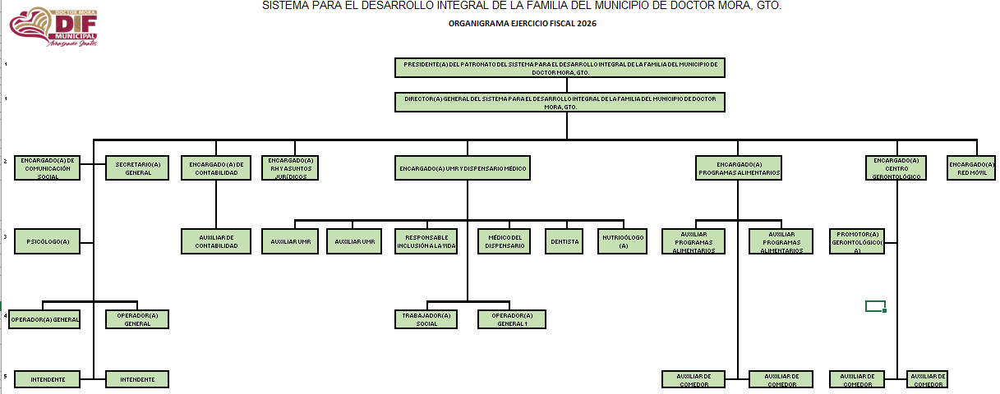 SISTEMA PARA EL DESARROLLO INTEGRAL DE LA FAMILIA DEL MUNICIPIO DE DOCTOR MORA, GTO.
ORGANIGRAMA EJERCICIO FISCAL 2026
DOCTOR MORA
DIF
MUNICIPAL
Avanzando Juntos
1
PRESIDENTE(A) DEL PATRONATO DEL SISTEMA PARA EL DESARROLLO INTEGRAL DE LA FAMILIA DEL MUNICIPIO DE
DOCTOR MORA, GTO.
1
DIRECTOR(A) GENERAL DEL SISTEMA PARA EL DESARROLLO INTEGRAL DE LA FAMILIA DEL MUNICIPIO DE DOCTOR
MORA, GTO.
2
ENCARGADO(A) DE
COMUNICACIÓN
SOCIAL
SECRETARIO(A)
GENERAL
ENCARGADO(A) DE
CONTABILIDAD
ENCARGADO(A)
RH Y ASUNTOS
JURÍDICOS
ENCARGADO(A) UMR Y DISPENSARIO MÉDICO
ENCARGADO(A)
PROGRAMAS ALIMENTARIOS
ENCARGADO(A)
CENTRO
GERONTOLÓGICO
ENCARGADO(A)
RED MÓVIL
3
PSICÓLOGO(A)
AUXILIAR DE
CONTABILIDAD
AUXILIAR UMR
AUXILIAR UMR
RESPONSABLE
INCLUSIÓN A LA VIDA
MÉDICO DEL
DISPENSARIO
DENTISTA
NUTRIOÓLOGO
(A)
AUXILIAR
PROGRAMAS
ALIMENTARIOS
AUXILIAR
PROGRAMAS
ALIMENTARIOS
PROMOTOR(A)
GERONTOLÓGICO(
A)
4
OPERADOR(A) GENERAL
OPERADOR(A)
GENERAL
TRABAJADOR(A)
SOCIAL
OPERADOR(A)
GENERAL 1
5
INTENDENTE
INTENDENTE
AUXILIAR DE
COMEDOR
AUXILIAR DE
COMEDOR
AUXILIAR DE
COMEDOR
AUXILIAR DE
COMEDOR